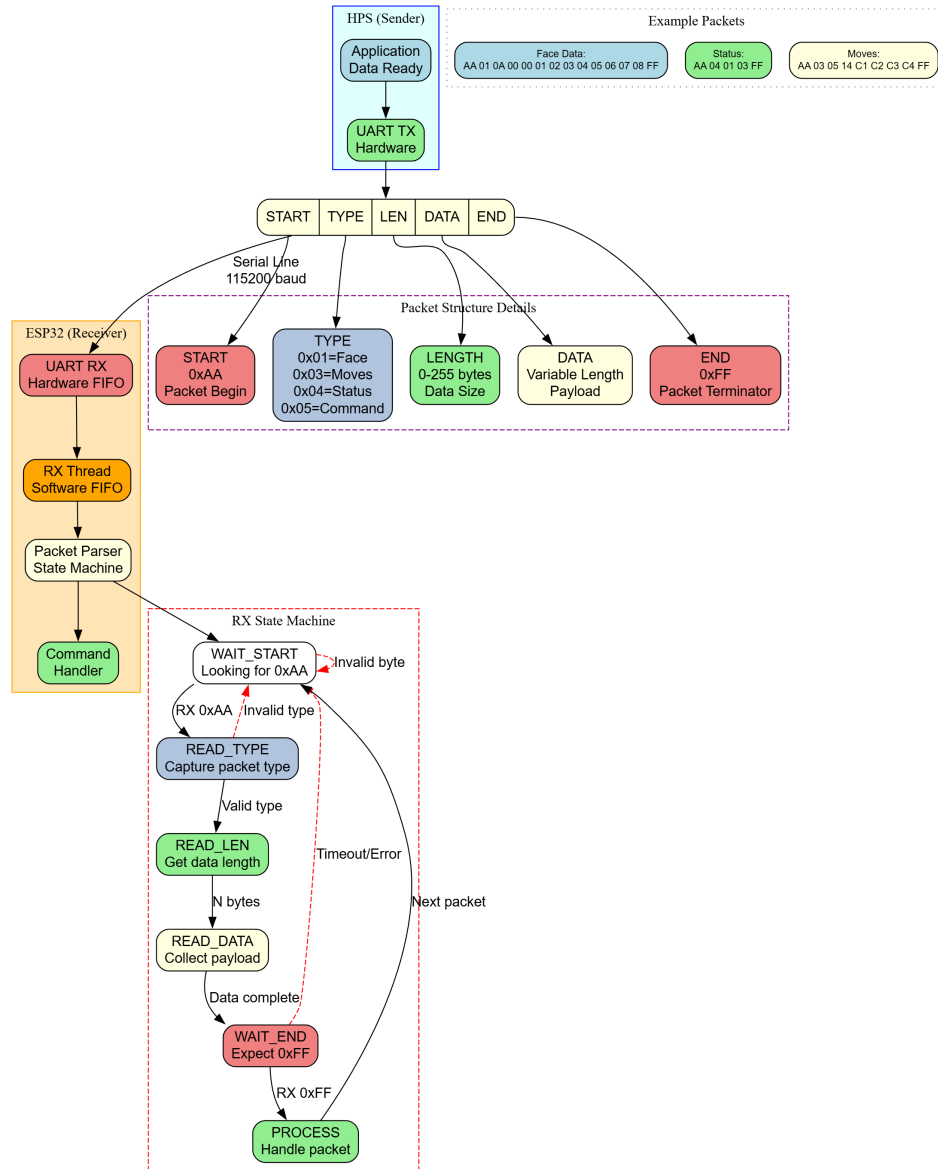 HPS (Sender)
Application
Data Ready
UART TX
Hardware
Example Packets
Face Data:
AA 01 0A 00 00 01 02 03 04 05 06 07 08 FF
Status:
AA 04 01 03 FF
Moves:
AA 03 05 14 C1 C2 C3 C4 FF
START
TYPE
LEN
DATA
END
Serial Line
115200 baud
Packet Structure Details
START
0xAA
Packet Begin
TYPE
0x01=Face
0x03=Moves
0x04=Status
0x05=Command
LENGTH
0-255 bytes
Data Size
DATA
Variable Length
Payload
END
0xFF
Packet Terminator
ESP32 (Receiver)
UART RX
Hardware FIFO
RX Thread
Software FIFO
Packet Parser
State Machine
Command
Handler
RX State Machine
WAIT_START
Looking for 0xAA
Invalid byte
RX 0xAA
Invalid type
READ_TYPE
Capture packet type
Valid type
READ_LEN
Get data length
Timeout/Error
N bytes
Next packet
READ_DATA
Collect payload
Data complete
WAIT_END
Expect 0xFF
RX 0xFF
PROCESS
Handle packet